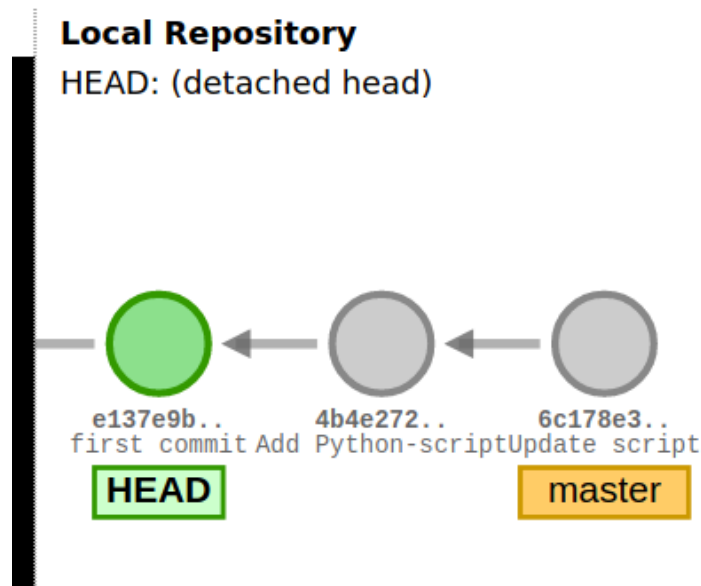 Local Repository
HEAD: (detached head)
e137e9b.. 4b4e272.. 6c178e3..
first commit Add Python-script Update script
HEAD master